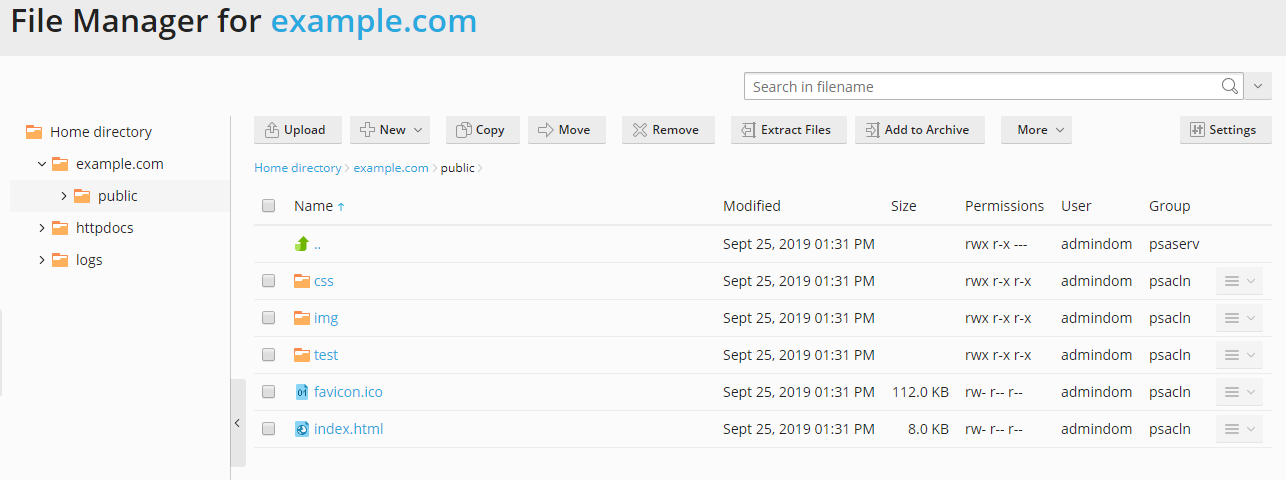 File Manager for example.com
Search in filename
Home directory
example.com
public
httpdocs
logs
Upload New Copy Move Remove Extract Files Add to Archive More Settings
Home directory > example.com > public >
Name ↑ Modified Size Permissions User Group
.. Sept 25, 2019 01:31 PM rwx r-x --- admindom psaserv
css Sept 25, 2019 01:31 PM rwx r-x r-x admindom psacln
img Sept 25, 2019 01:31 PM rwx r-x r-x admindom psacln
test Sept 25, 2019 01:31 PM rwx r-x r-x admindom psacln
favicon.ico Sept 25, 2019 01:31 PM 112.0 KB rw- r-- r-- admindom psacln
index.html Sept 25, 2019 01:31 PM 8.0 KB rw- r-- r-- admindom psacln